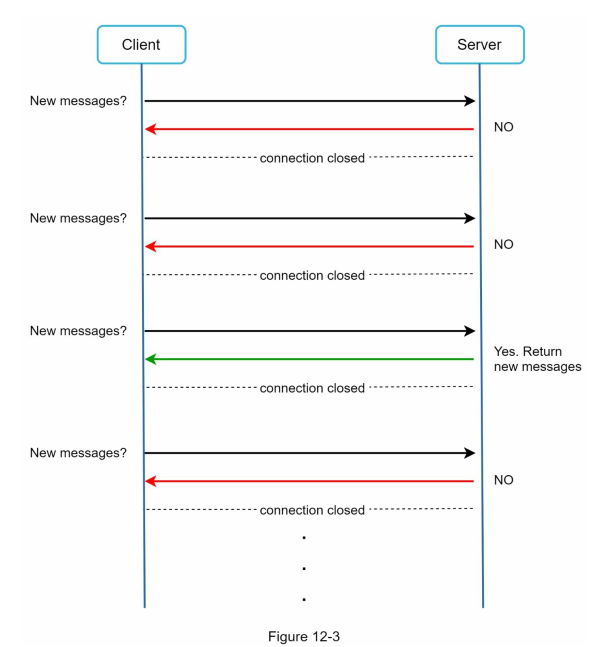 Client
Server
New messages?
NO
connection closed
New messages?
NO
connection closed
New messages?
Yes. Return
new messages
connection closed
New messages?
NO
connection closed
.
.
.
Figure 12-3